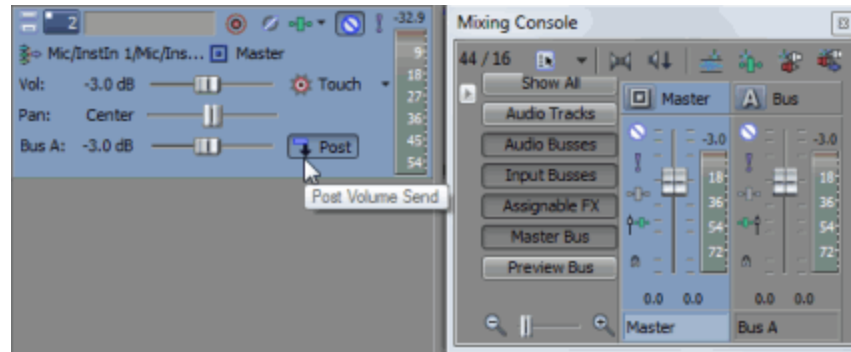 2
-32.9
Mic/InstIn 1/Mic/Ins... Master
Vol: -3.0 dB Touch
Pan: Center
Bus A: -3.0 dB Post
9
18
27
36
45
54
Post Volume Send
Mixing Console
44 / 16
Show All
Audio Tracks
Audio Busses
Input Busses
Assignable FX
Master Bus
Preview Bus
Master
-3.0
18
36
54
72
0.0 0.0
Master
A Bus
-3.0
18
36
54
72
0.0 0.0
Bus A